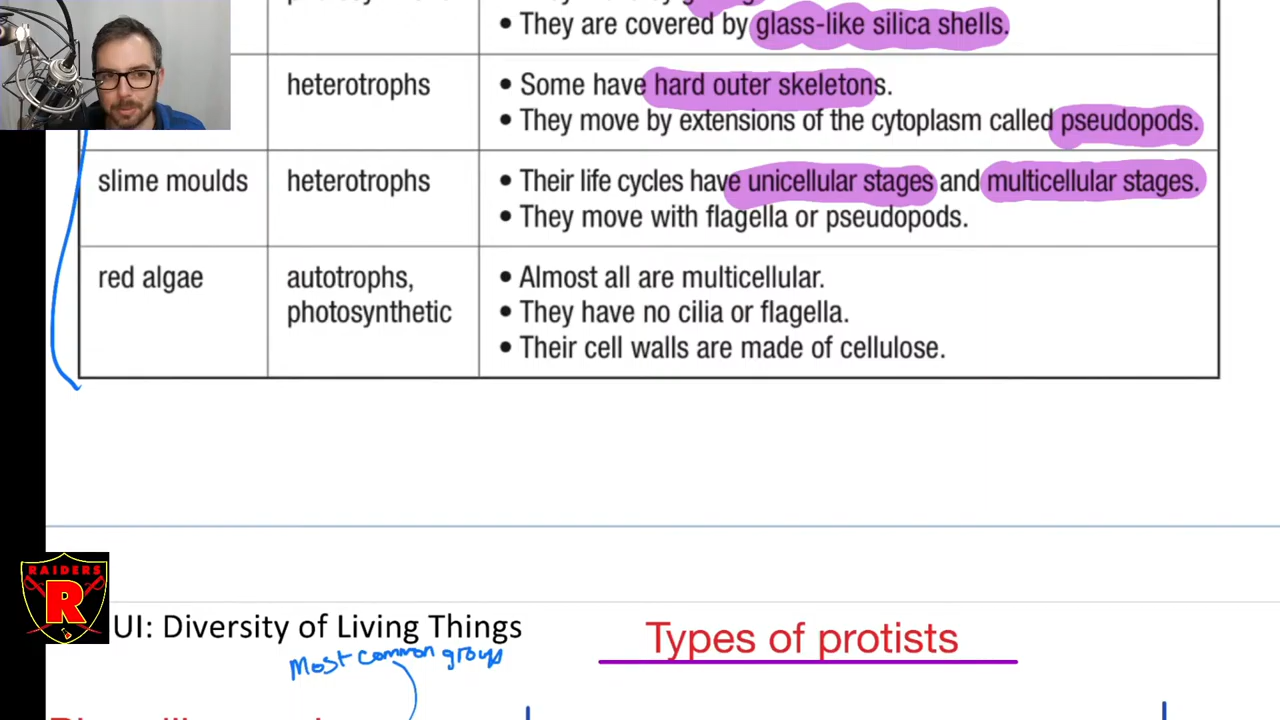 • They are covered by glass-like silica shells.
heterotrophs
• Some have hard outer skeletons.
• They move by extensions of the cytoplasm called pseudopods.
slime moulds
heterotrophs
• Their life cycles have unicellular stages and multicellular stages.
• They move with flagella or pseudopods.
red algae
autotrophs,
photosynthetic
• Almost all are multicellular.
• They have no cilia or flagella.
• Their cell walls are made of cellulose.
RAIDERS
R
UI: Diversity of Living Things
Types of protists
Most common groups